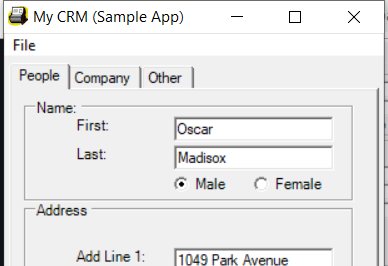 My CRM (Sample App)
File
People Company Other
Name:
First: Oscar
Last: Madisox
Male Female
Address
Add Line 1: 1049 Park Avenue